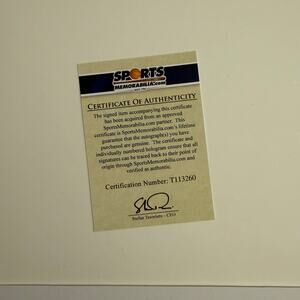 SPORTS
MEMORABILIA.com
CERTIFICATE OF AUTHENTICITY
The signed item accompanying this certificate
has been acquired from an approved
SportsMemorabilia.com partner. This
certificate is SportsMemorabilia.com's lifetime
guarantee that the autograph(s) you have
purchased are genuine. The certificate and
individually numbered hologram ensure that all
signatures can be traced back to their point of
origin through SportsMemorabilia.com and
verified as authentic.
Certification Number: T113260
CEO